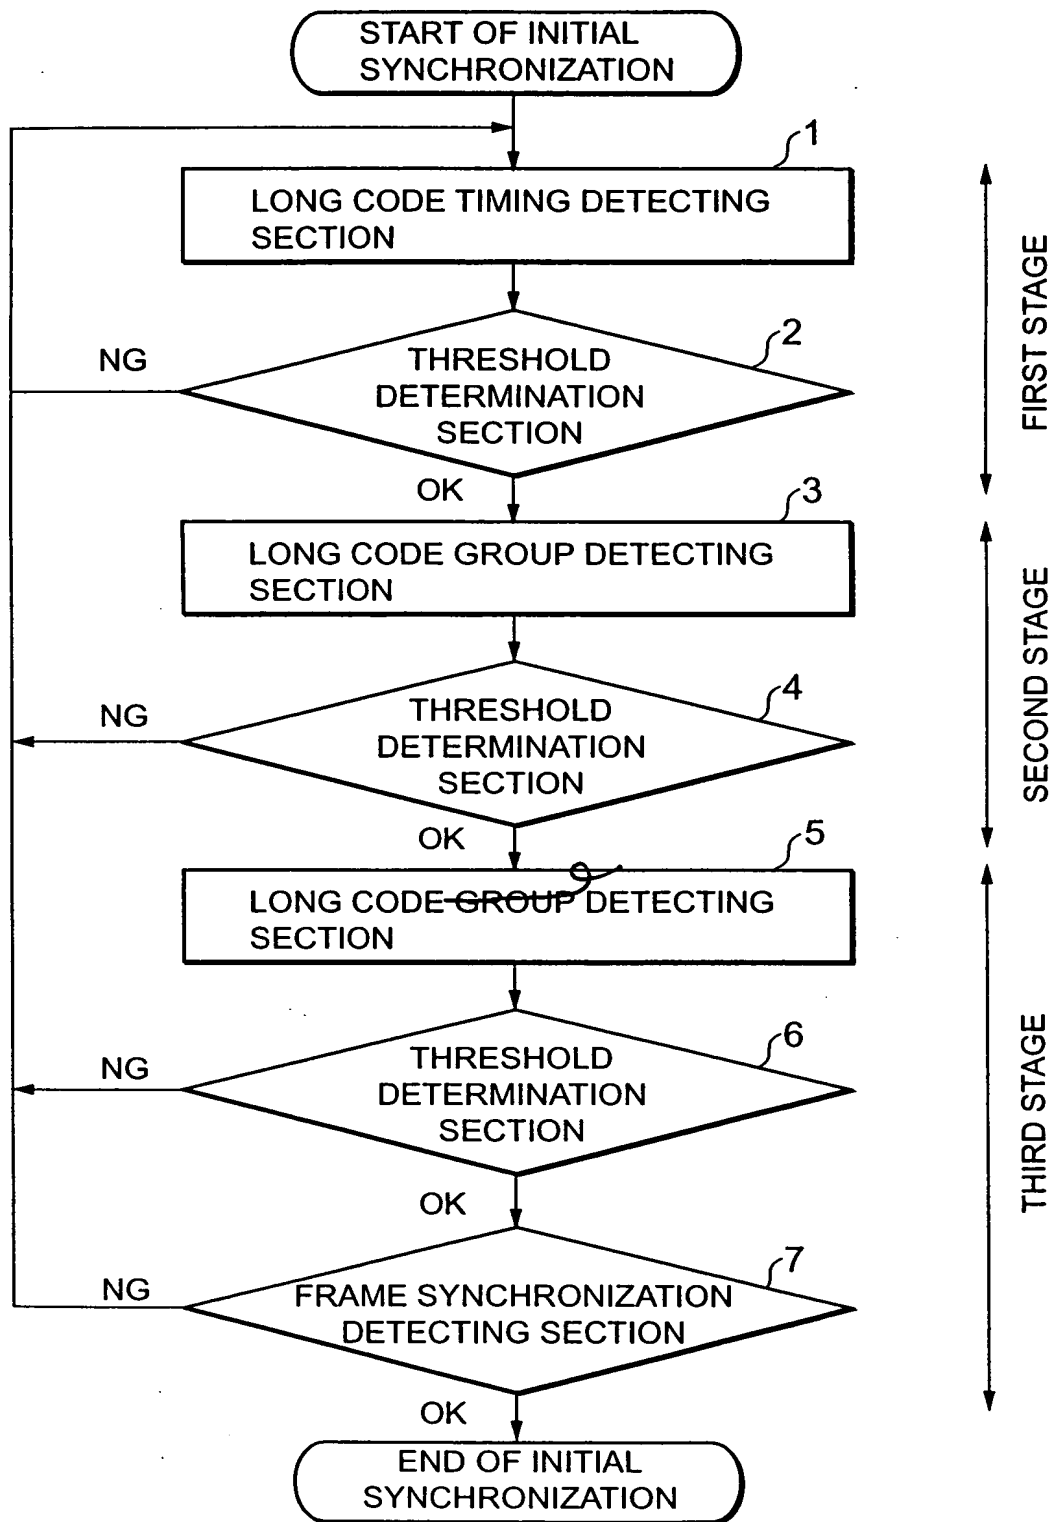 START OF INITIAL
SYNCHRONIZATION
1
LONG CODE TIMING DETECTING
SECTION
NG
2
THRESHOLD
DETERMINATION
SECTION
OK
FIRST STAGE
3
LONG CODE GROUP DETECTING
SECTION
NG
4
THRESHOLD
DETERMINATION
SECTION
OK
SECOND STAGE
5
LONG CODE GROUP DETECTING
SECTION
NG
6
THRESHOLD
DETERMINATION
SECTION
OK
THIRD STAGE
NG
7
FRAME SYNCHRONIZATION
DETECTING SECTION
OK
END OF INITIAL
SYNCHRONIZATION